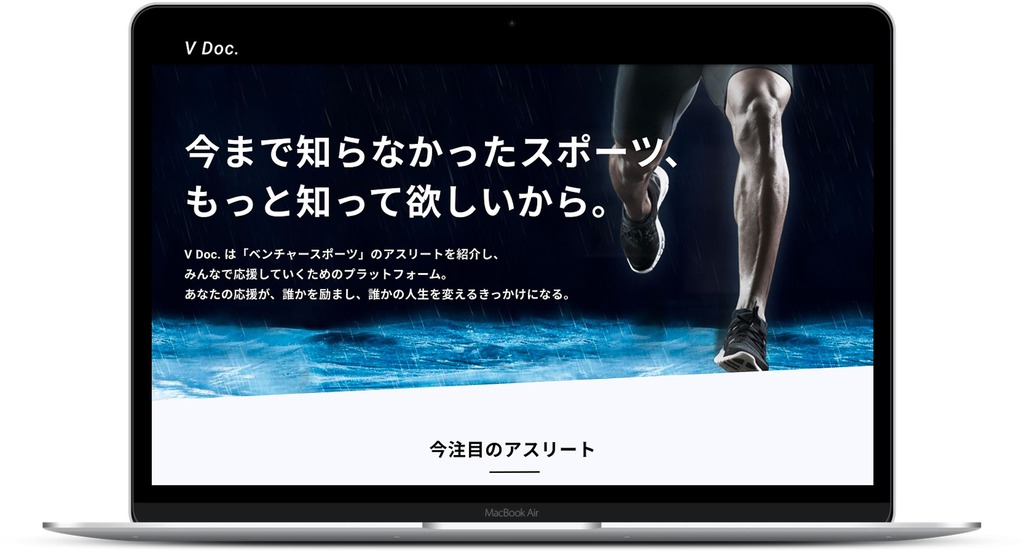 V Doc.
今まで知らなかったスポーツ、
もっと知って欲しいから。
V Doc. は「ベンチャースポーツ」のアスリートを紹介し、
みんなで応援していくためのプラットフォーム。
あなたの応援が、誰かを励まし、誰かの人生を変えるきっかけになる。
今注目のアスリート
MacBook Air